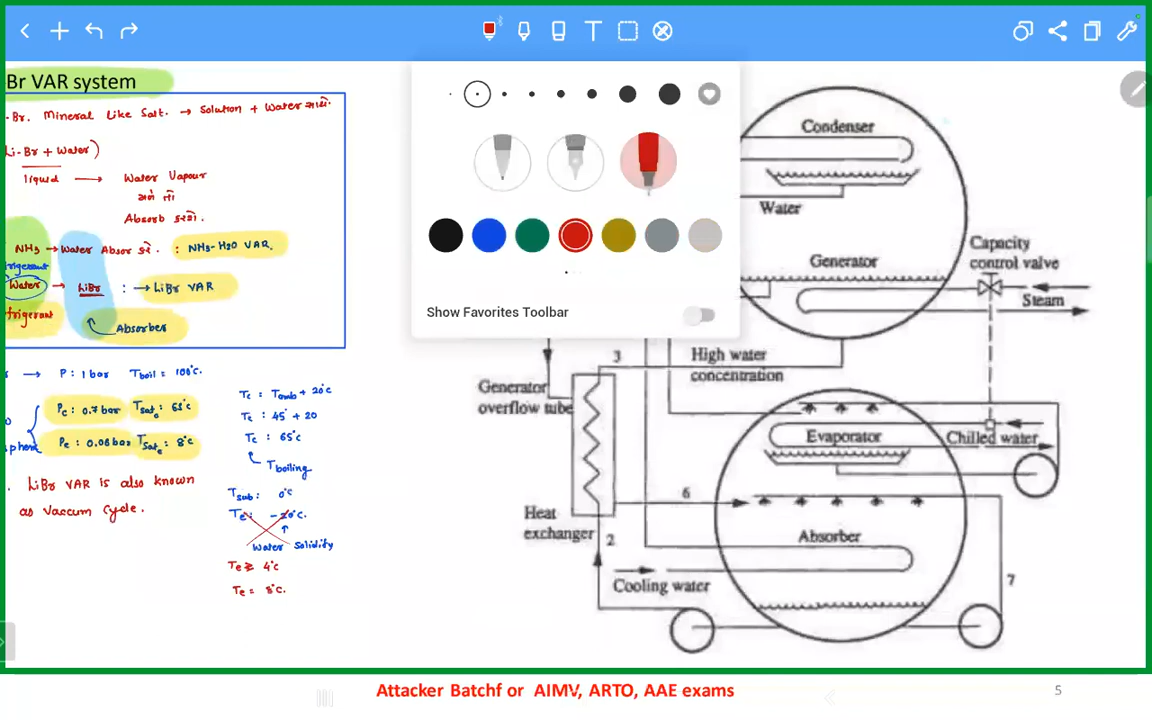 Br VAR system
-Br. Mineral Like Salt. → Solution + Water સાથે
Li-Br + Water)
liquid → Water Vapour
Absorb કરશે.
NH3 → Water Absor કરે : NH3-H2O VAR.
frigerant
Water → LiBr : → LiBr VAR
frigerant
Absorber
→ P: 1 bar Tboil = 100°C.
Pc: 0.7 bar
Pe: 0.08 bar Tsate = 8°C
LiBr VAR is also known
as Vaccum Cycle.
Tc = Tamb + 20°C
Tc: 45° + 20
Tc: 65°C
Tboiling
Tsub: 0°C
Te: -20°C.
Water Solidify
Te ≥ 4°C
Te = 8°C.
Show Favorites Toolbar
Condenser
Water
Generator
Capacity
control valve
Steam
3
High water
concentration
Generator
overflow tube
Evaporator
Chilled water
6
Heat
exchanger
2
Absorber
Cooling water
7
Attacker Batchf or AIMV, ARTO, AAE exams
5